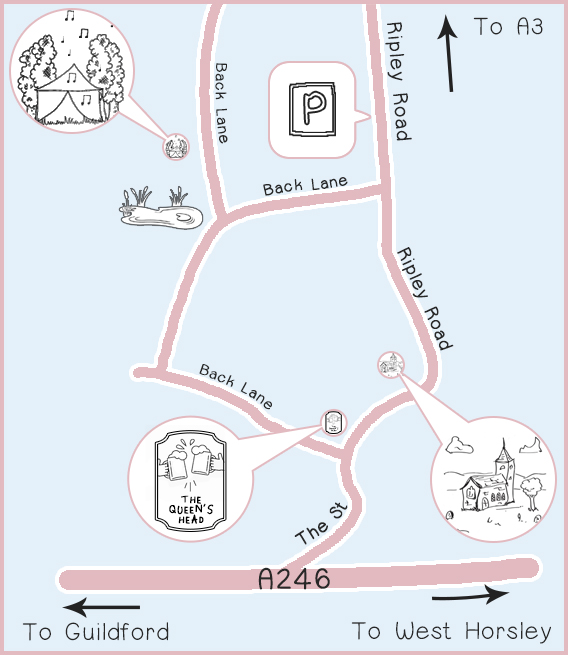 To A3
Ripley Road
Back Lane
P
Back Lane
Ripley Road
Back Lane
THE
QUEEN'S
HEAD
The St
A246
To Guildford
To West Horsley